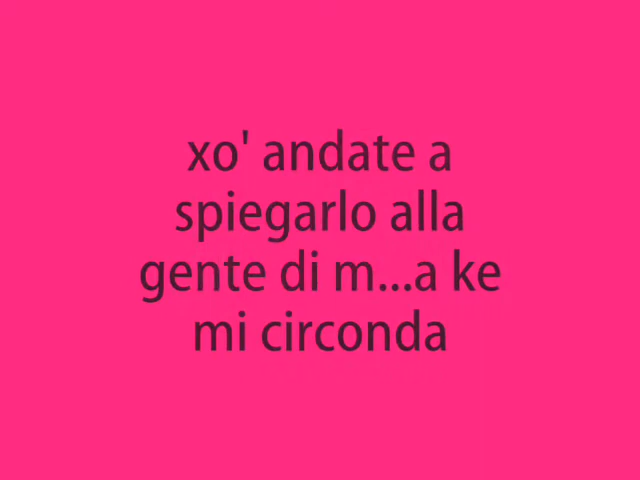 xo' andate a
spiegarlo alla
gente di m...a ke
mi circonda